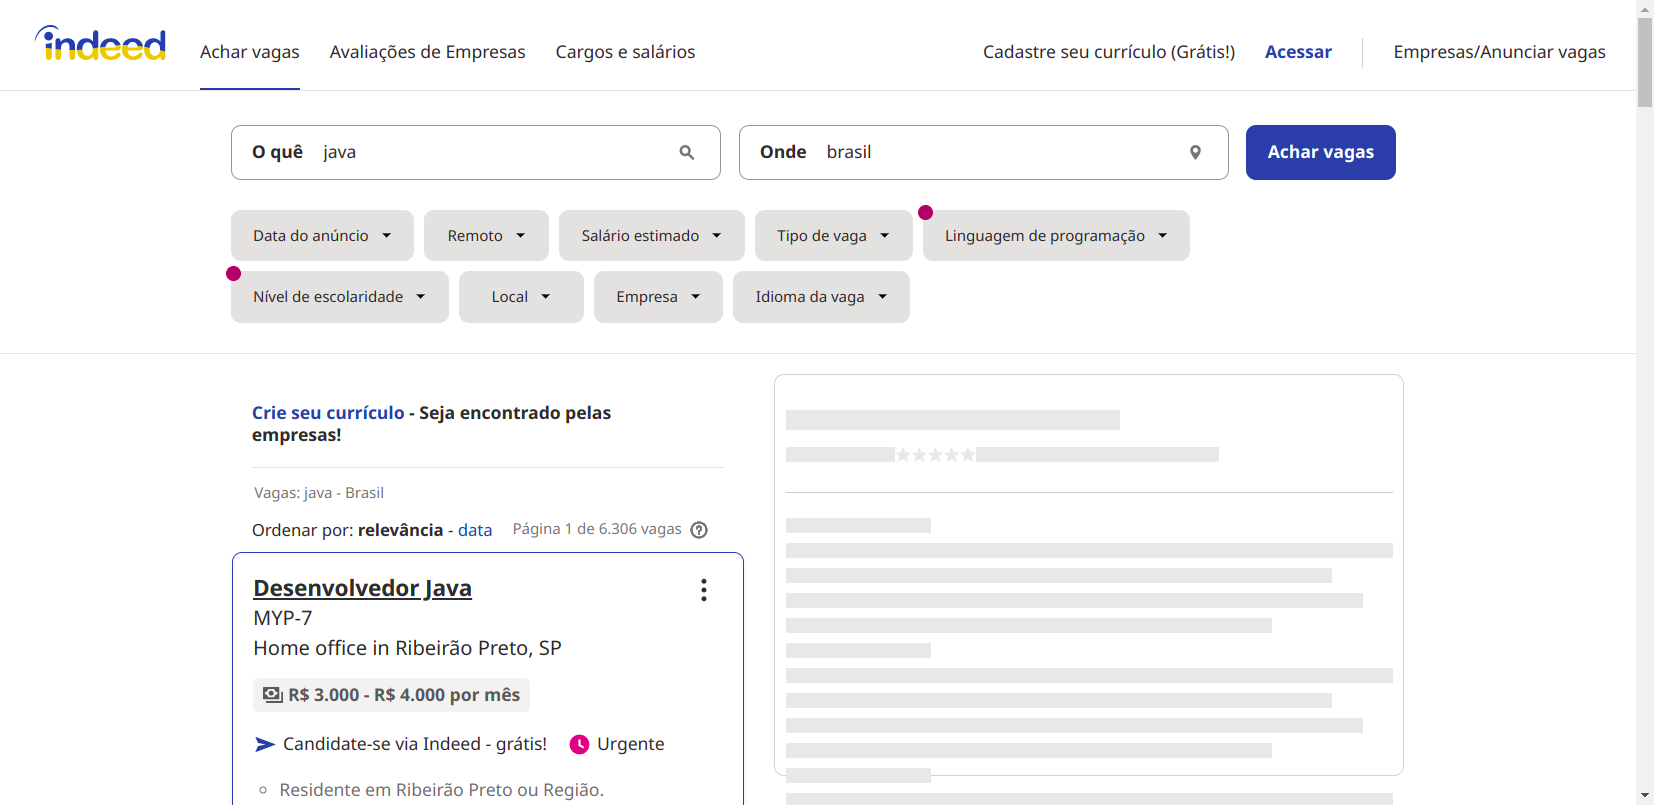 indeed Achar vagas Avaliações de Empresas Cargos e salários Cadastre seu currículo (Grátis!) Acessar Empresas/Anunciar vagas
O quê java Onde brasil Achar vagas
Data do anúncio Remoto Salário estimado Tipo de vaga Linguagem de programação
Nível de escolaridade Local Empresa Idioma da vaga
Crie seu currículo - Seja encontrado pelas
empresas!
Vagas: java - Brasil
Ordenar por: relevância - data Página 1 de 6.306 vagas
Desenvolvedor Java
MYP-7
Home office in Ribeirão Preto, SP
R$ 3.000 - R$ 4.000 por mês
Candidate-se via Indeed - grátis! Urgente
Residente em Ribeirão Preto ou Região.